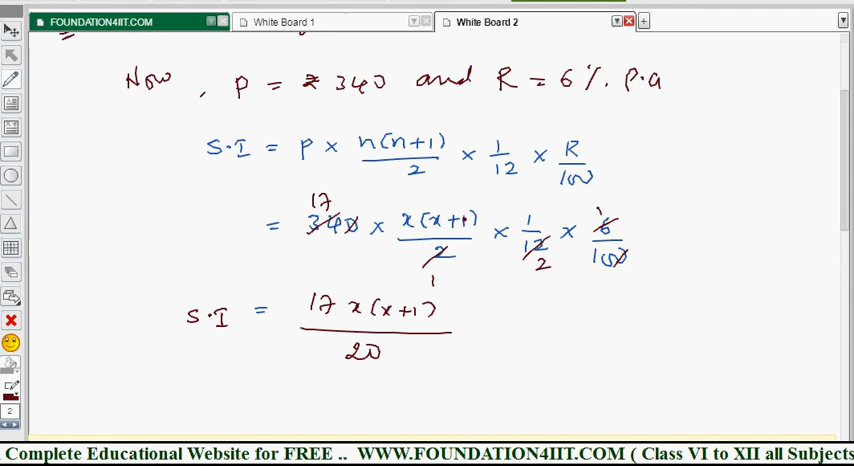 FOUNDATION4IIT.COM White Board 1 White Board 2
Now, P = ₹ 340 and R = 6 %. P.a
S.I = P × n(n+1)/2 × 1/12 × R/100
17 1
= 340 × x(x+1)/2 × 1/12 × 6/100
1 2
S.I = 17 x(x+1)/20
2
Complete Educational Website for FREE .. WWW.FOUNDATION4IIT.COM ( Class VI to XII all Subjects